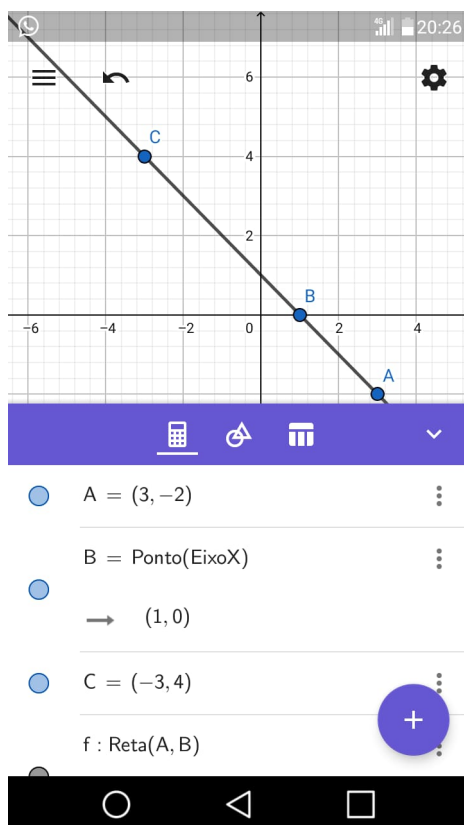 4G 20:26
6
C
4
2
B
−6 −4 −2 0 2 4
A
A = (3, −2)
B = Ponto(EixoX)
→ (1, 0)
C = (−3, 4)
+
f : Reta(A, B)